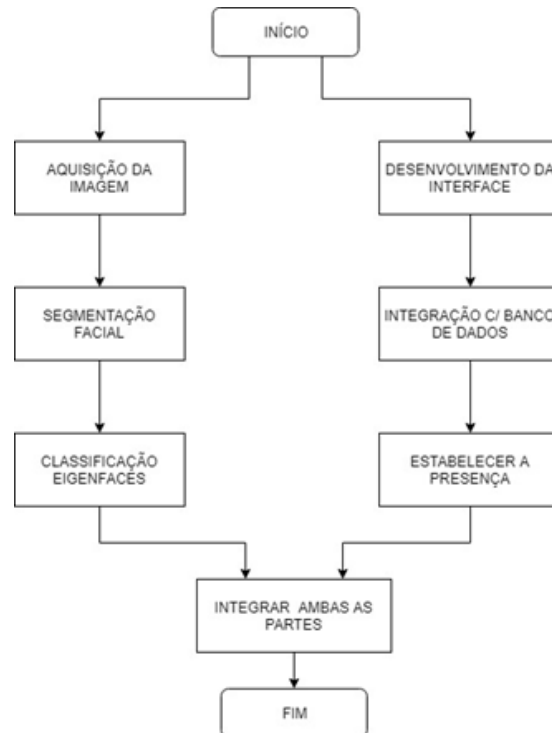 INÍCIO
AQUISIÇÃO DA
IMAGEM
DESENVOLVIMENTO DA
INTERFACE
SEGMENTAÇÃO
FACIAL
INTEGRAÇÃO C/ BANCO
DE DADOS
CLASSIFICAÇÃO
EIGENFACES
ESTABELECER A
PRESENÇA
INTEGRAR AMBAS AS
PARTES
FIM